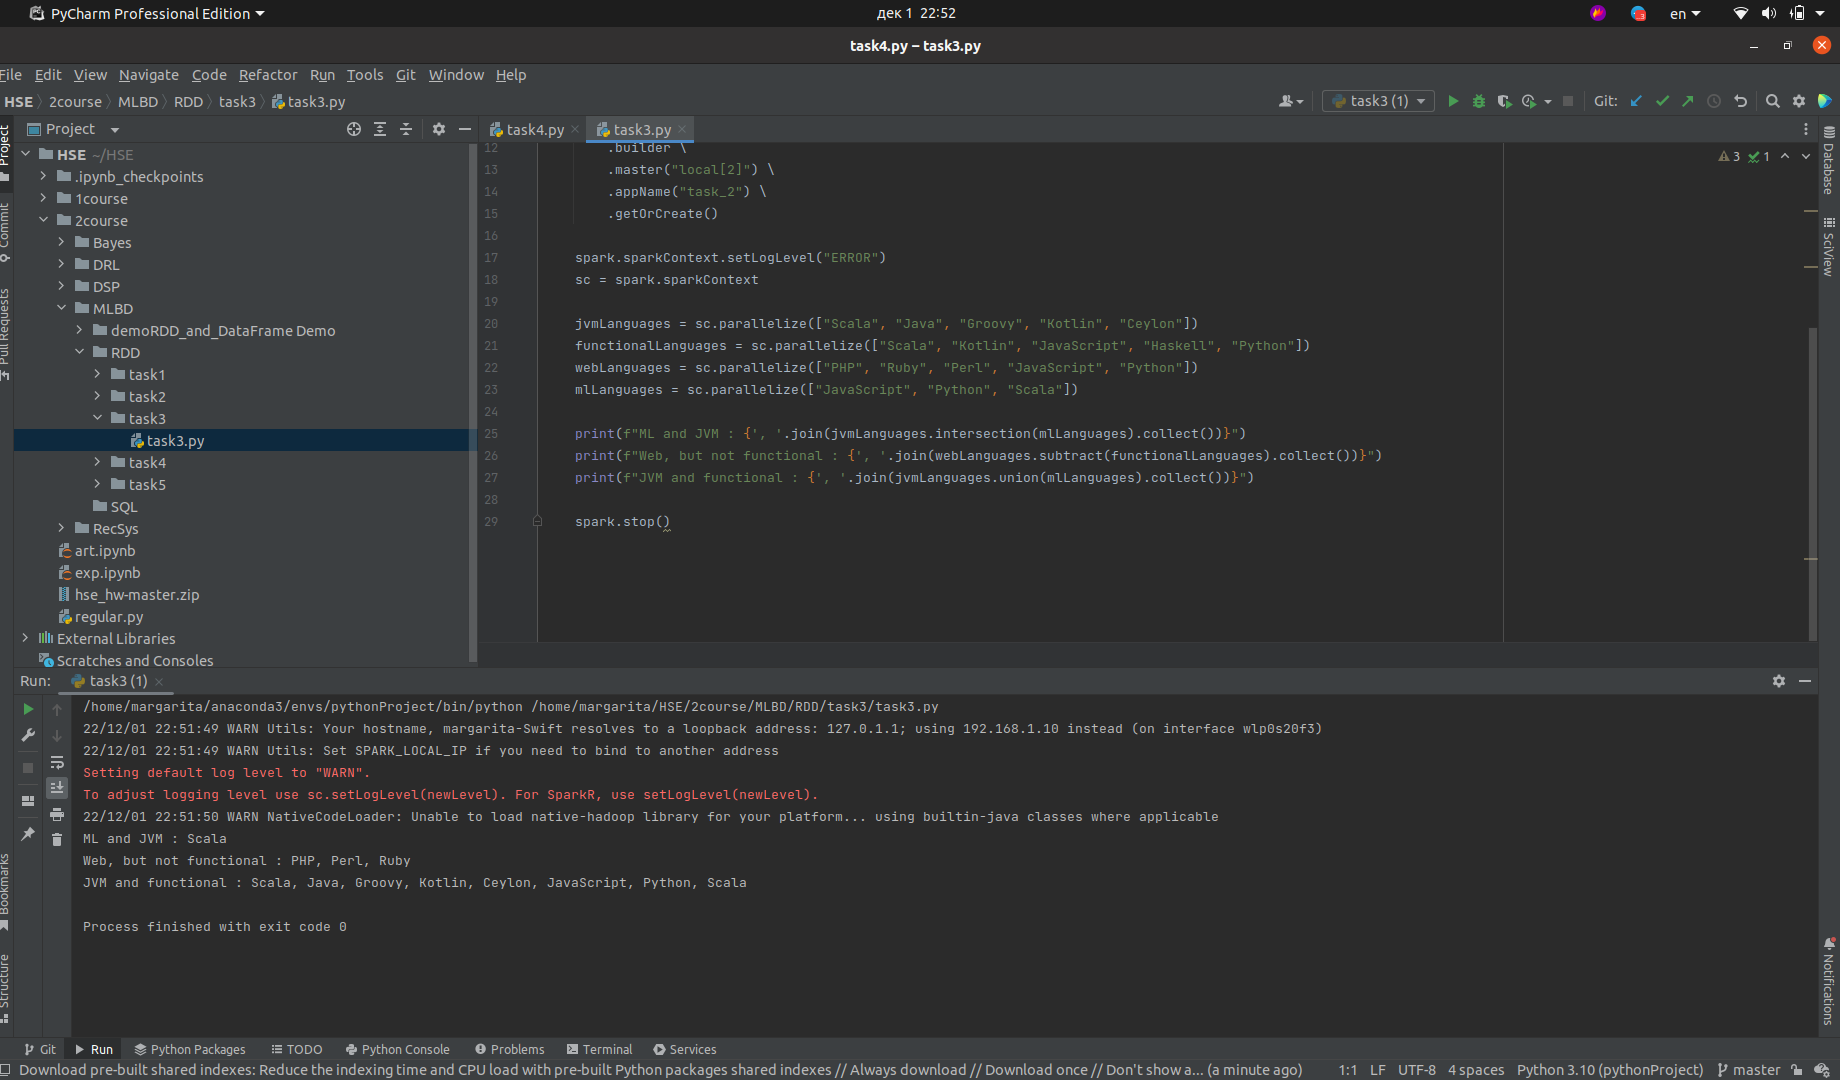 PyCharm Professional Edition
дек 1 22:52
en
task4.py – task3.py
File Edit View Navigate Code Refactor Run Tools Git Window Help
HSE 2course MLBD RDD task3 task3.py
task3 (1)
Git:
Project
task4.py
task3.py
HSE ~/HSE
.ipynb_checkpoints
1course
2course
Bayes
DRL
DSP
MLBD
demoRDD_and_DataFrame Demo
RDD
task1
task2
task3
task3.py
task4
task5
SQL
RecSys
art.ipynb
exp.ipynb
hse_hw-master.zip
regular.py
External Libraries
Scratches and Consoles
Project
Commit
Pull Requests
Bookmarks
Structure
3 1
12 .builder \
13 .master("local[2]") \
14 .appName("task_2") \
15 .getOrCreate()
16
17 spark.sparkContext.setLogLevel("ERROR")
18 sc = spark.sparkContext
19
20 jvmLanguages = sc.parallelize(["Scala", "Java", "Groovy", "Kotlin", "Ceylon"])
21 functionalLanguages = sc.parallelize(["Scala", "Kotlin", "JavaScript", "Haskell", "Python"])
22 webLanguages = sc.parallelize(["PHP", "Ruby", "Perl", "JavaScript", "Python"])
23 mlLanguages = sc.parallelize(["JavaScript", "Python", "Scala"])
24
25 print(f"ML and JVM : {', '.join(jvmLanguages.intersection(mlLanguages).collect())}")
26 print(f"Web, but not functional : {', '.join(webLanguages.subtract(functionalLanguages).collect())}")
27 print(f"JVM and functional : {', '.join(jvmLanguages.union(mlLanguages).collect())}")
28
29 spark.stop()
Database
SciView
Notifications
Run: task3 (1)
/home/margarita/anaconda3/envs/pythonProject/bin/python /home/margarita/HSE/2course/MLBD/RDD/task3/task3.py
22/12/01 22:51:49 WARN Utils: Your hostname, margarita-Swift resolves to a loopback address: 127.0.1.1; using 192.168.1.10 instead (on interface wlp0s20f3)
22/12/01 22:51:49 WARN Utils: Set SPARK_LOCAL_IP if you need to bind to another address
Setting default log level to "WARN".
To adjust logging level use sc.setLogLevel(newLevel). For SparkR, use setLogLevel(newLevel).
22/12/01 22:51:50 WARN NativeCodeLoader: Unable to load native-hadoop library for your platform... using builtin-java classes where applicable
ML and JVM : Scala
Web, but not functional : PHP, Perl, Ruby
JVM and functional : Scala, Java, Groovy, Kotlin, Ceylon, JavaScript, Python, Scala
Process finished with exit code 0
Git Run Python Packages TODO Python Console Problems Terminal Services
Download pre-built shared indexes: Reduce the indexing time and CPU load with pre-built Python packages shared indexes // Always download // Download once // Don't show a... (a minute ago)
1:1 LF UTF-8 4 spaces Python 3.10 (pythonProject) master